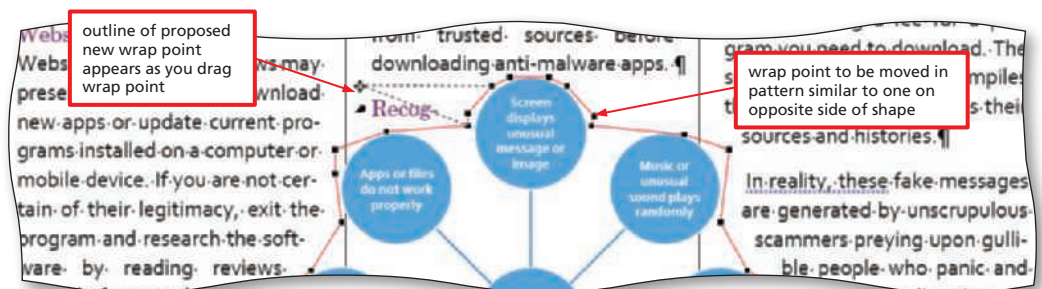 outline of proposed
new wrap point
appears as you drag
wrap point
Webs
Webs
ws may
prese
wnload
new apps or update current pro-
grams installed on a computer or
mobile device. If you are not cer-
tain of their legitimacy, exit the
program and research the soft-
ware by reading reviews
from trusted sources before
downloading anti-malware apps. ¶
Recog
Screen
displays
unusual
message or
image
Apps or files
do not work
properly
Music or
unusual
sound plays
randomly
wrap point to be moved in
pattern similar to one on
opposite side of shape
gram you need to download. The
mpiles
s their
sources and histories.¶
In reality, these fake messages
are generated by unscrupulous
scammers preying upon gulli-
ble people who panic and